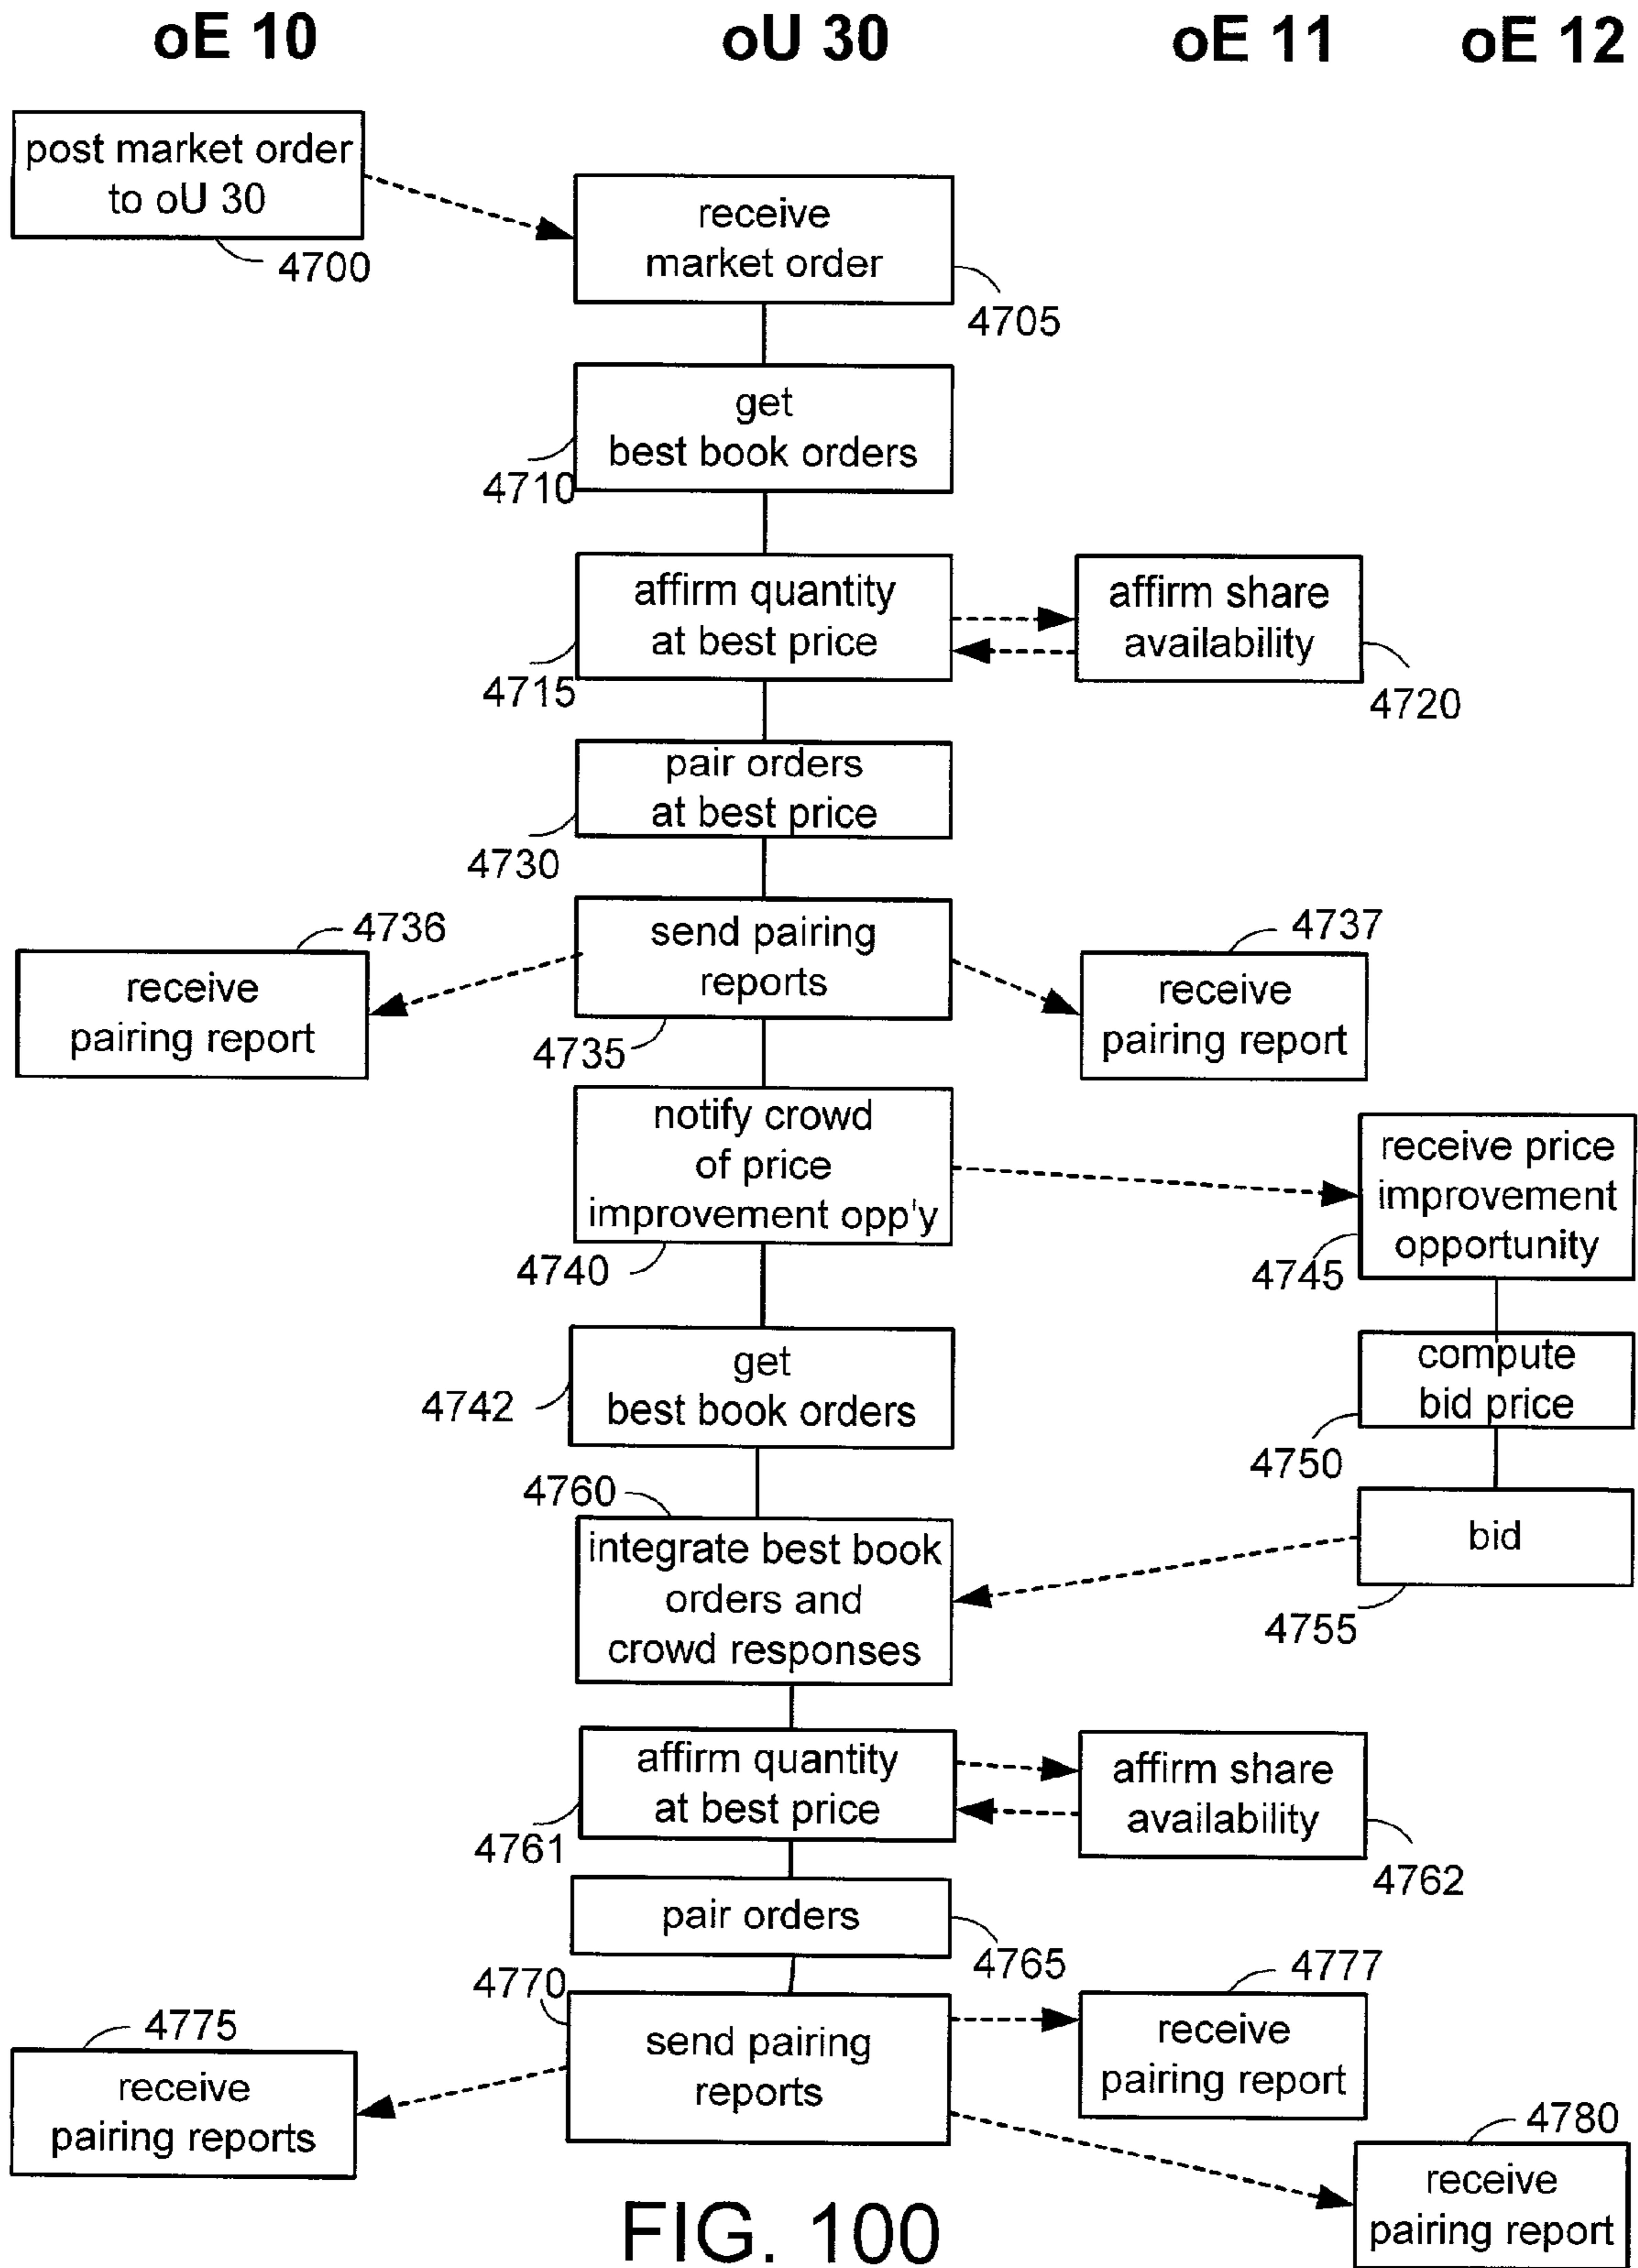 oE 10
oU 30
oE 11
oE 12
post market order
to oU 30
4700
receive
market order
4705
get
best book orders
4710
affirm quantity
at best price
4715
affirm share
availability
4720
pair orders
at best price
4730
send pairing
reports
4735
4736
receive
pairing report
4737
receive
pairing report
notify crowd
of price
improvement opp'y
4740
receive price
improvement
opportunity
4745
get
best book orders
4742
compute
bid price
4750
bid
4755
4760
integrate best book
orders and
crowd responses
affirm quantity
at best price
4761
affirm share
availability
4762
pair orders
4765
4770
send pairing
reports
4775
receive
pairing reports
4777
receive
pairing report
4780
receive
pairing report
FIG. 100